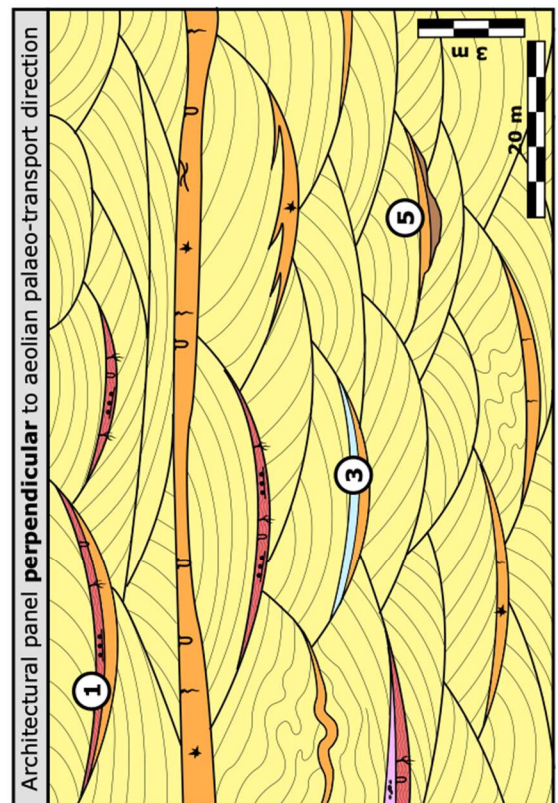 Architectural panel perpendicular to aeolian palaeo-transport direction
1
3
5
3 m
20 m